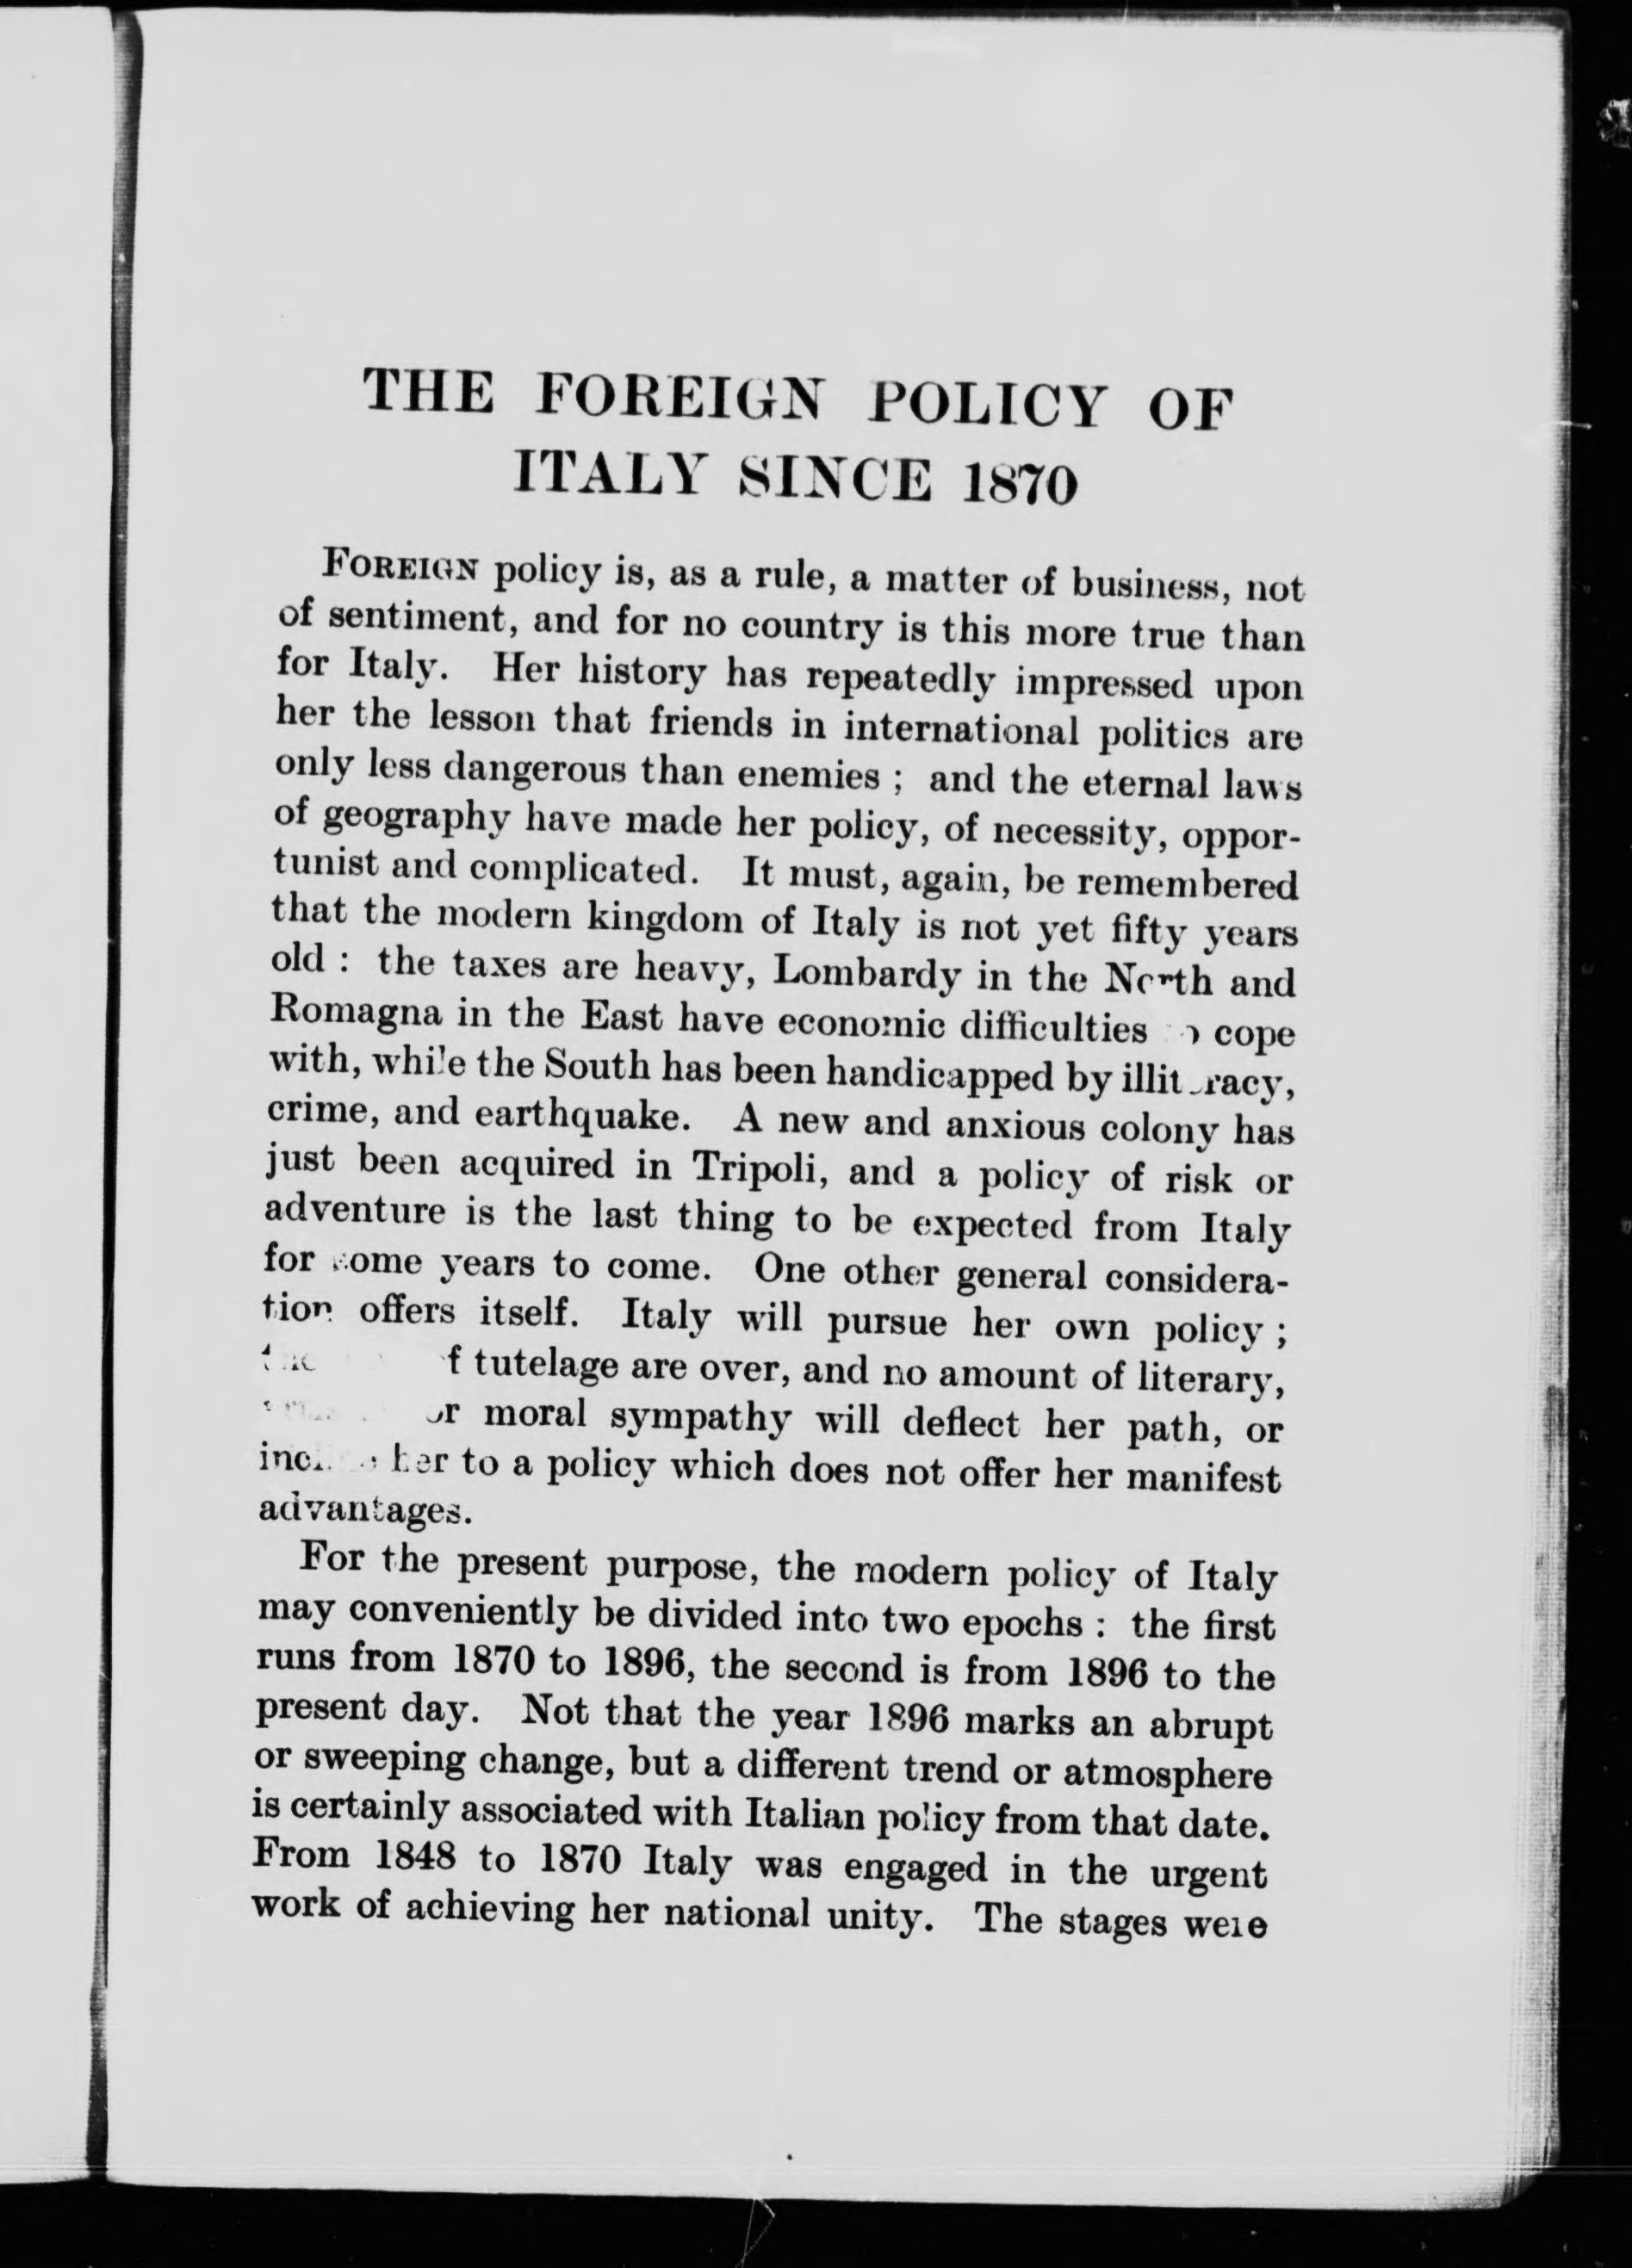 THE FOREIGN POLICY OF
ITALY SINCE 1870
FOREIGN policy is, as a rule, a matter of business, not
of sentiment, and for no country is this more true than
for Italy. Her history has repeatedly impressed upon
her the lesson that friends in international politics are
only less dangerous than enemies ; and the eternal laws
of geography have made her policy, of necessity, oppor-
tunist and complicated. It must, again, be remembered
that the modern kingdom of Italy is not yet fifty years
old : the taxes are heavy, Lombardy in the North and
Romagna in the East have economic difficulties cope
with, while the South has been handicapped by illiteracy,
crime, and earthquake. A new and anxious colony has
just been acquired in Tripoli, and a policy of risk or
adventure is the last thing to be expected from Italy
for some years to come. One other general considera-
tion offers itself. Italy will pursue her own policy ;
the of tutelage are over, and no amount of literary,
or moral sympathy will deflect her path, or
her to a policy which does not offer her manifest
advantages.
For the present purpose, the modern policy of Italy
may conveniently be divided into two epochs : the first
runs from 1870 to 1896, the second is from 1896 to the
present day. Not that the year 1896 marks an abrupt
or sweeping change, but a different trend or atmosphere
is certainly associated with Italian policy from that date.
From 1848 to 1870 Italy was engaged in the urgent
work of achieving her national unity. The stages were